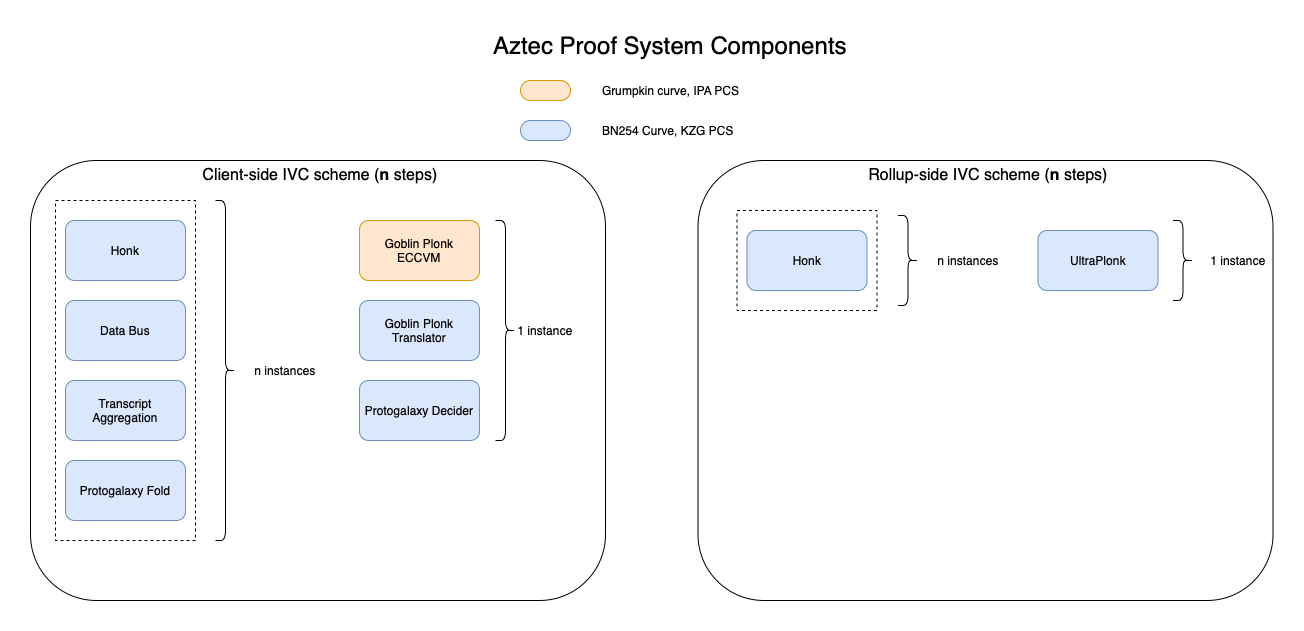 Aztec Proof System Components
Grumpkin curve, IPA PCS
BN254 Curve, KZG PCS
Client-side IVC scheme (n steps)
Honk
Data Bus
Transcript
Aggregation
Protogalaxy Fold
n instances
Goblin Plonk
ECCVM
Goblin Plonk
Translator
Protogalaxy Decider
1 instance
Rollup-side IVC scheme (n steps)
Honk
n instances
UltraPlonk
1 instance